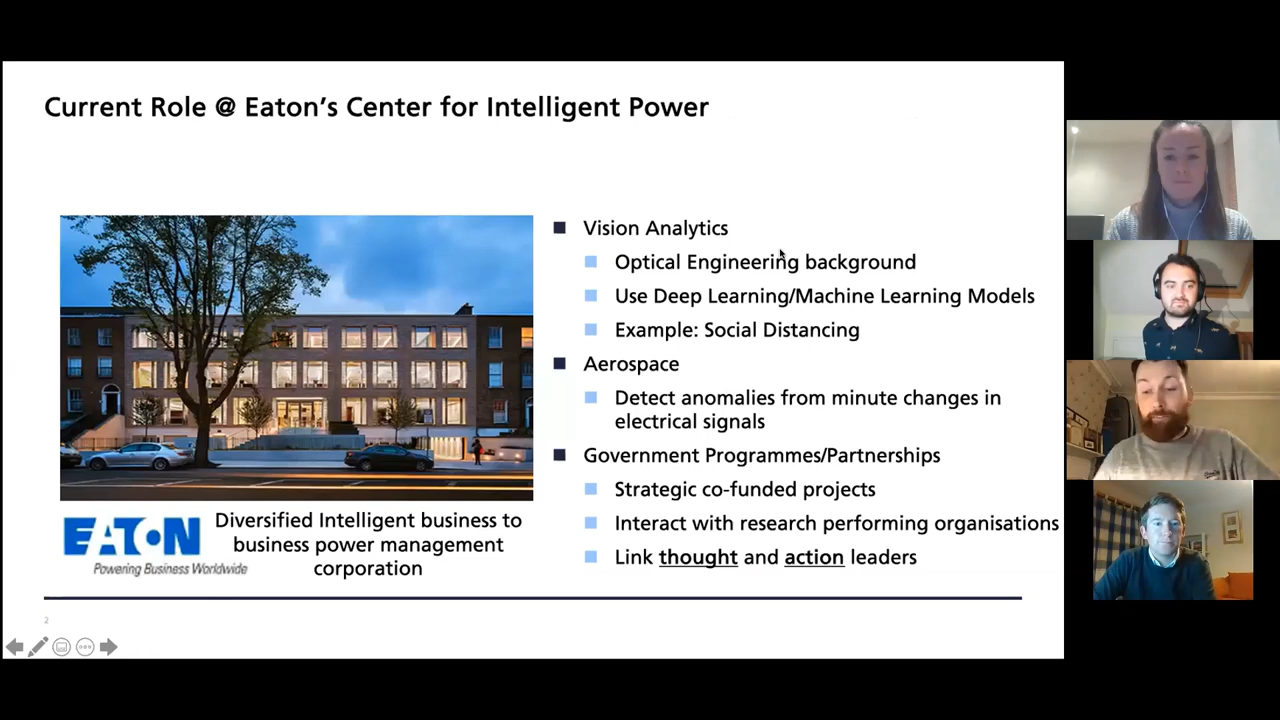 Current Role @ Eaton's Center for Intelligent Power
Vision Analytics
Optical Engineering background
Use Deep Learning/Machine Learning Models
Example: Social Distancing
Aerospace
Detect anomalies from minute changes in
electrical signals
Government Programmes/Partnerships
Strategic co-funded projects
Interact with research performing organisations
Link thought and action leaders
EATON
Powering Business Worldwide
Diversified Intelligent business to
business power management
corporation
2